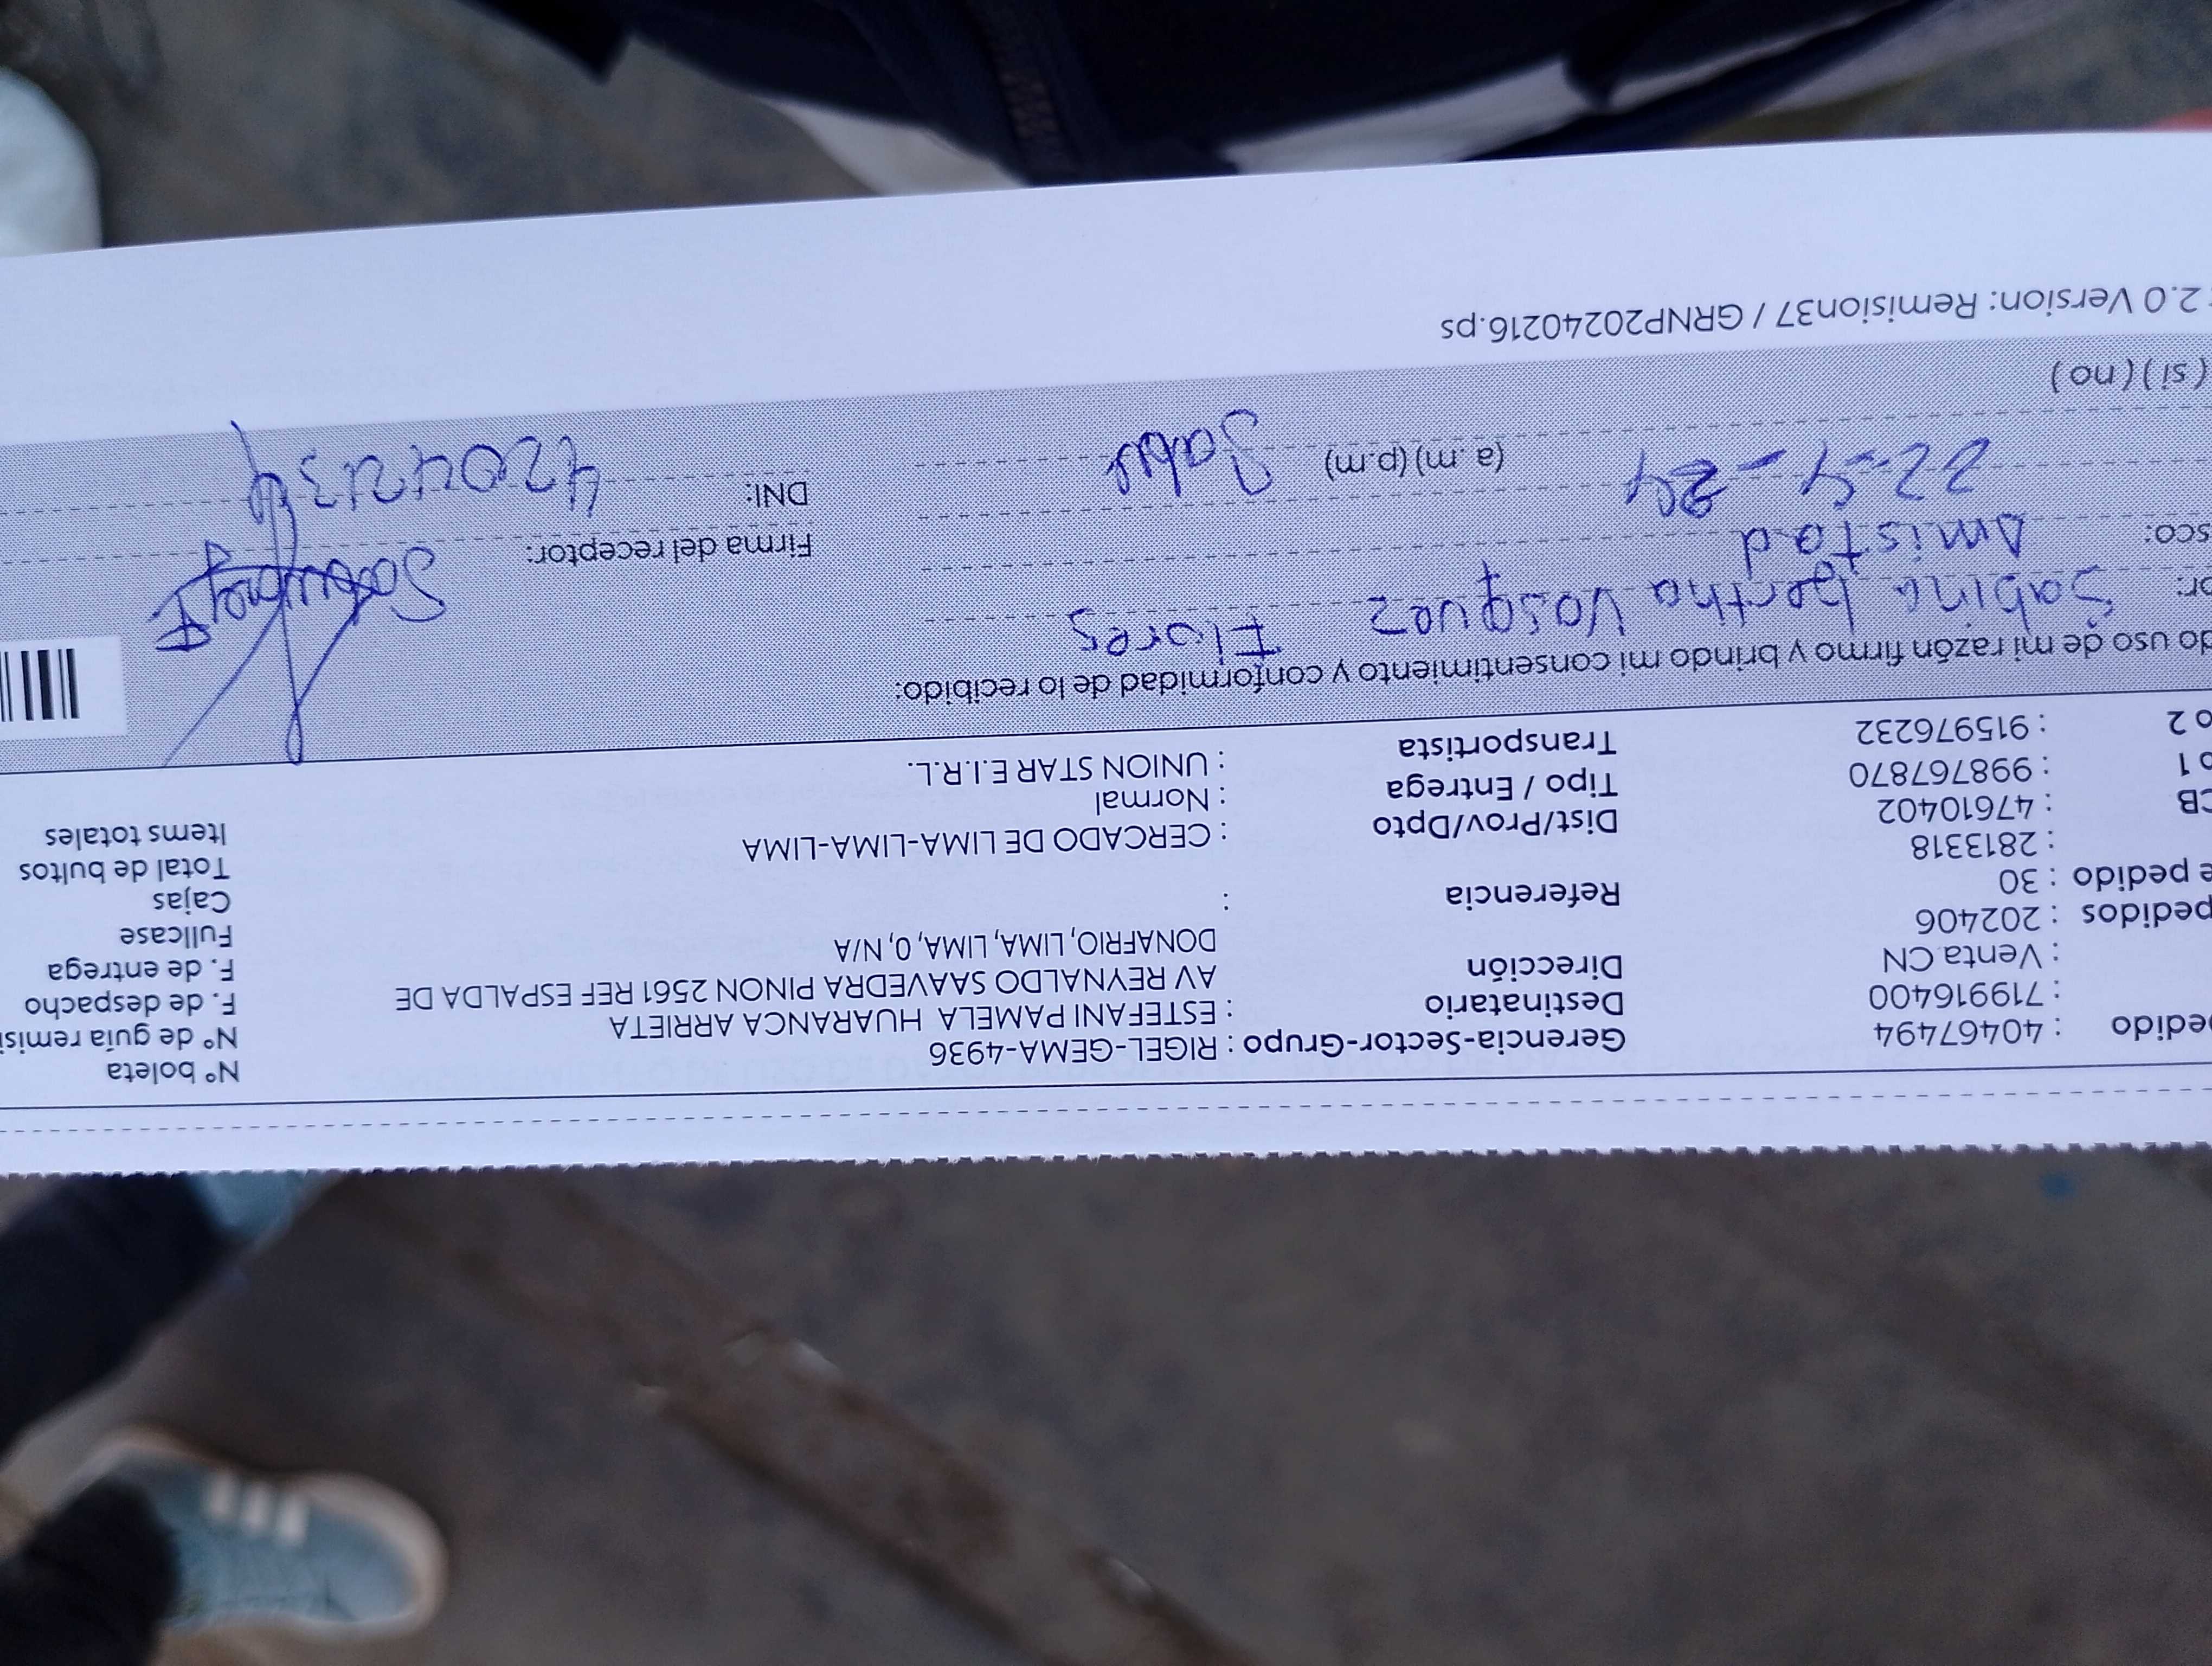 pedido : 40467494 Gerencia-Sector-Grupo : RIGEL-GEMA-4936 N° boleta
: 719916400 Destinatario : ESTEFANI PAMELA HUARANCA ARRIETA N° de guía remisi
: Venta CN Dirección AV REYNALDO SAAVEDRA PINON 2561 REF ESPALDA DE F. de despacho
pedidos : 202406 DONAFRIO, LIMA, LIMA, 0, N/A F. de entrega
e pedido : 30 Referencia : Fullcase
: 2813318 Cajas
CB : 47610402 Dist/Prov/Dpto : CERCADO DE LIMA-LIMA-LIMA Total de bultos
o 1 : 998767870 Tipo / Entrega : Normal Items totales
o 2 : 915976232 Transportista : UNION STAR E.I.R.L.
do uso de mi razón firmo y brindo mi consentimiento y conformidad de lo recibido:
or: Sabina bertha Vasquez Flores
sco: Amistad Firma del receptor:
22-4-24 (a.m) (p.m) DNI:
(si) (no)
2.0 Version: Remision37 / GRNP20240216.ps